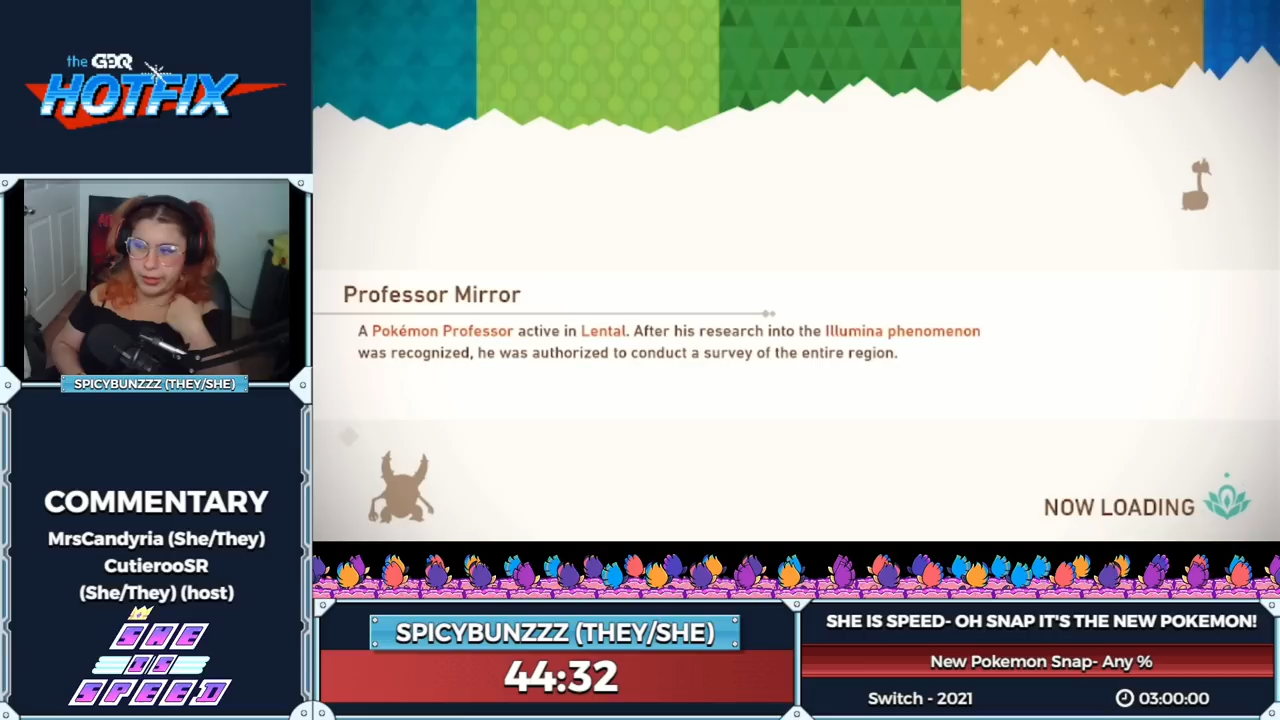 the GDQ
HOTFIX
SPICYBUNZZZ (THEY/SHE)
COMMENTARY
MrsCandyria (She/They)
CutierooSR
(She/They) (host)
SHE
IS
SPEED
Professor Mirror
A Pokémon Professor active in Lental. After his research into the Illumina phenomenon
was recognized, he was authorized to conduct a survey of the entire region.
NOW LOADING
SPICYBUNZZZ (THEY/SHE)
44:32
SHE IS SPEED- OH SNAP IT'S THE NEW POKEMON!
New Pokemon Snap- Any %
Switch - 2021
03:00:00